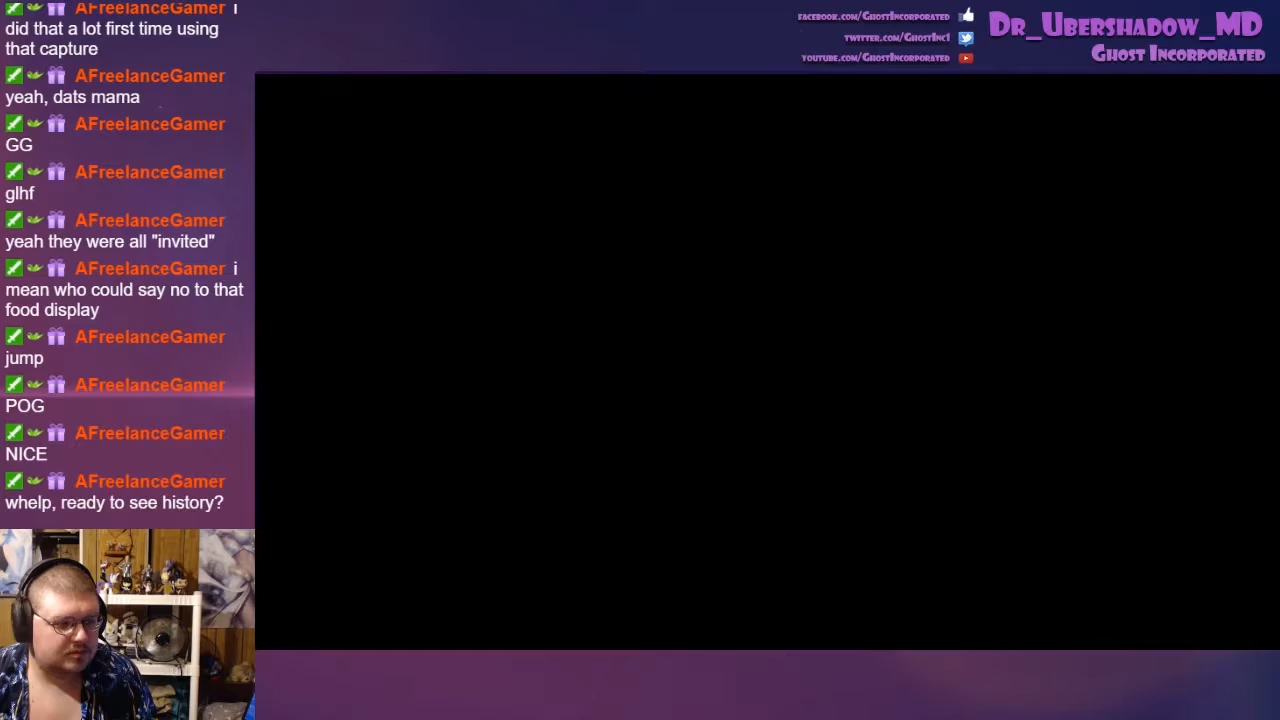 AFreelanceGamer i
did that a lot first time using
that capture
AFreelanceGamer
yeah, dats mama
AFreelanceGamer
GG
AFreelanceGamer
glhf
AFreelanceGamer
yeah they were all "invited"
AFreelanceGamer i
mean who could say no to that
food display
AFreelanceGamer
jump
AFreelanceGamer
POG
AFreelanceGamer
NICE
AFreelanceGamer
whelp, ready to see history?
facebook.com/GhostIncorporated
twitter.com/GhostInc1
youtube.com/GhostIncorporated
Dr_Ubershadow_MD
Ghost Incorporated